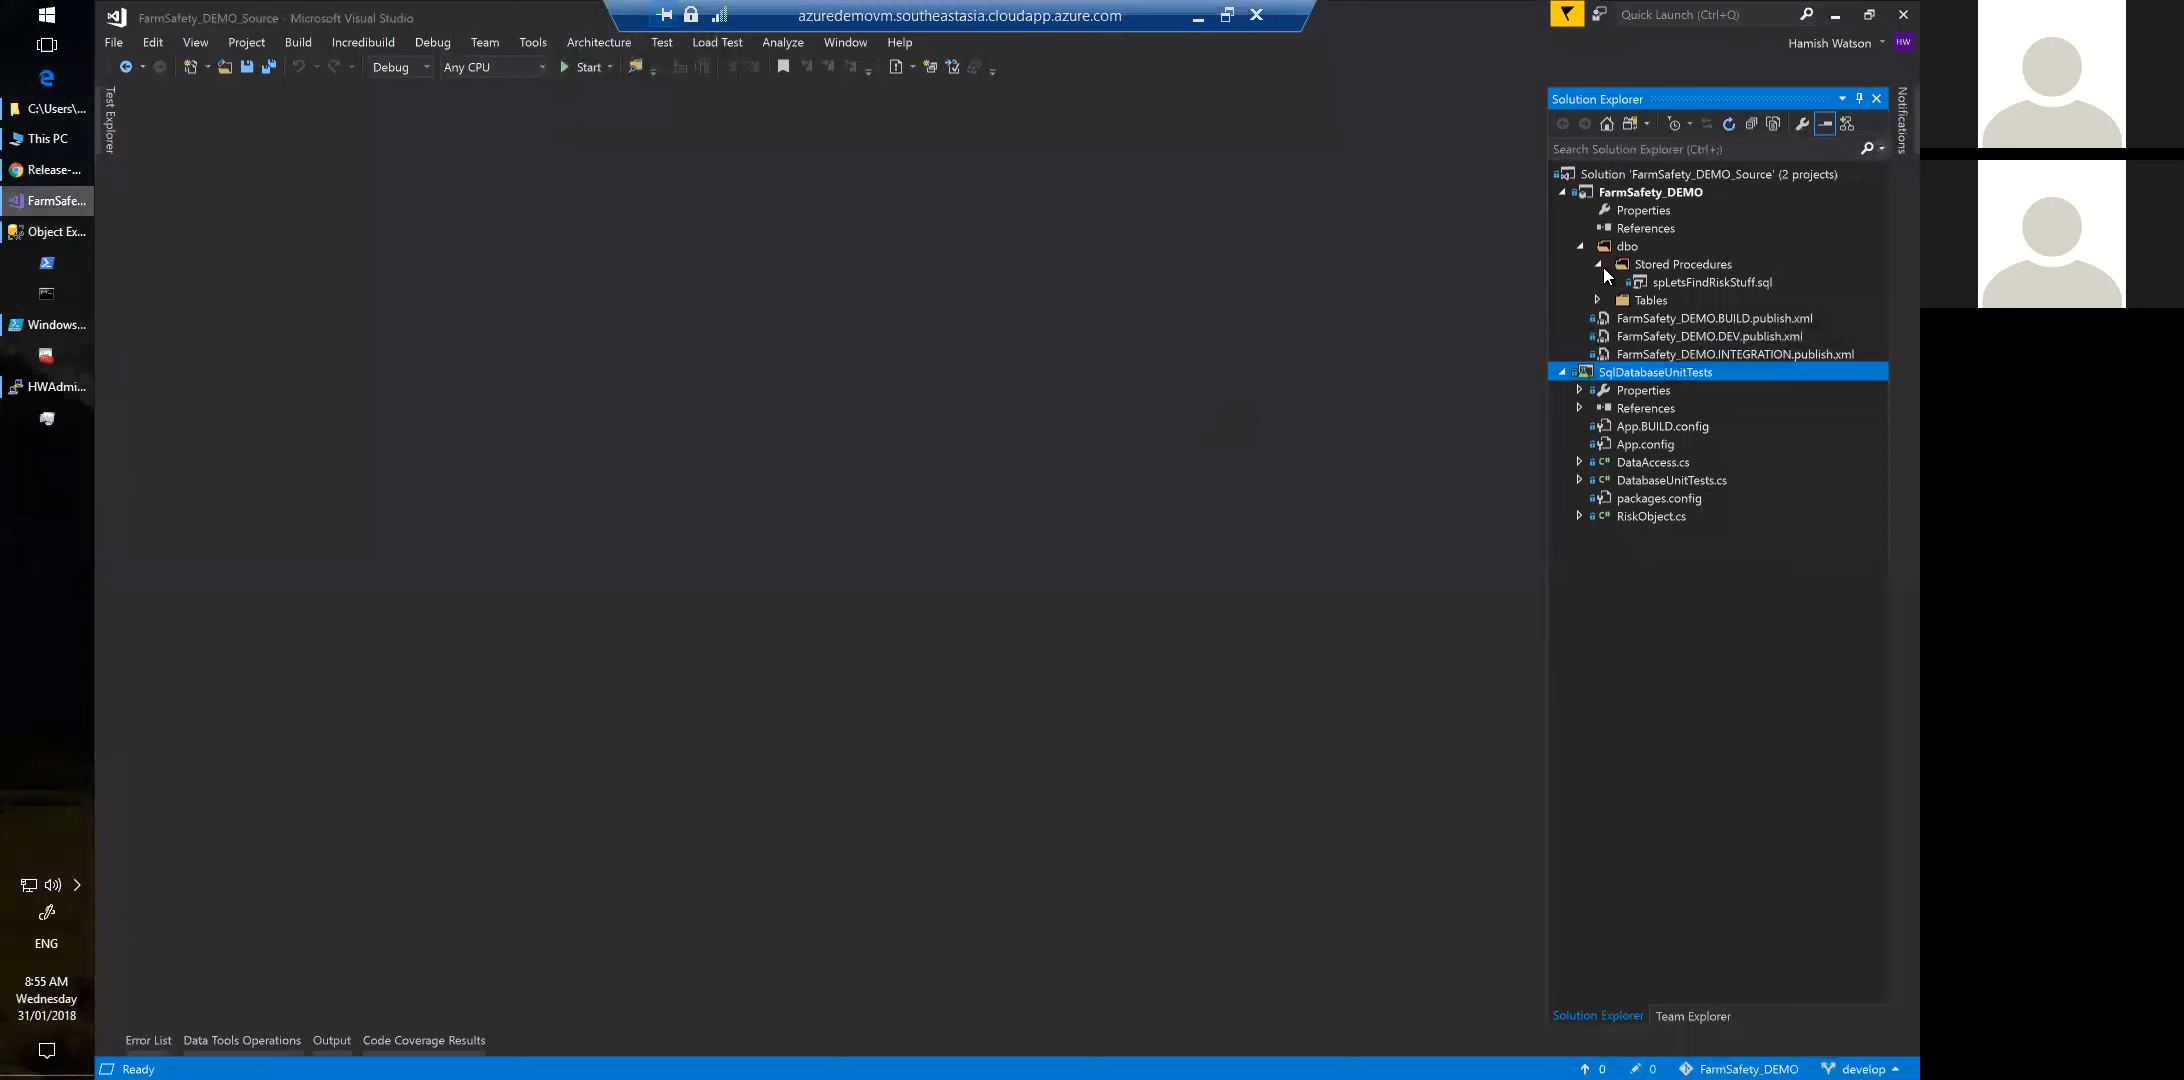 FarmSafety_DEMO_Source - Microsoft Visual Studio
azuredemovm.southeastasia.cloudapp.azure.com
Quick Launch (Ctrl+Q)
File Edit View Project Build Incredibuild Debug Team Tools Architecture Test Load Test Analyze Window Help
Hamish Watson HW
Debug Any CPU Start
C:\Users\...
This PC
Release-...
FarmSafe...
Object Ex...
Windows...
HWAdmi...
ENG
8:55 AM
Wednesday
31/01/2018
Test Explorer
Notifications
Solution Explorer
Search Solution Explorer (Ctrl+;)
Solution 'FarmSafety_DEMO_Source' (2 projects)
FarmSafety_DEMO
Properties
References
dbo
Stored Procedures
spLetsFindRiskStuff.sql
Tables
FarmSafety_DEMO.BUILD.publish.xml
FarmSafety_DEMO.DEV.publish.xml
FarmSafety_DEMO.INTEGRATION.publish.xml
SqlDatabaseUnitTests
Properties
References
App.BUILD.config
App.config
C# DataAccess.cs
C# DatabaseUnitTests.cs
packages.config
C# RiskObject.cs
Solution Explorer Team Explorer
Error List Data Tools Operations Output Code Coverage Results
Ready
0 0 FarmSafety_DEMO develop